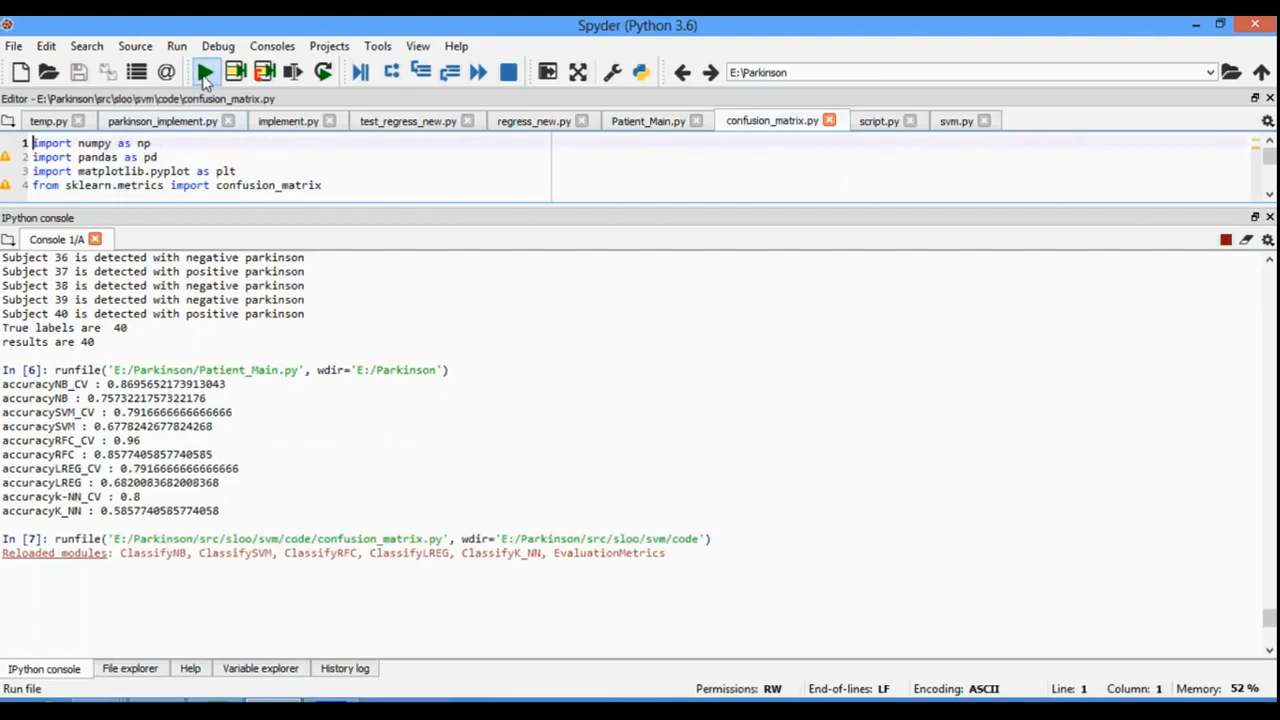 Spyder (Python 3.6)
File Edit Search Source Run Debug Consoles Projects Tools View Help
E:\Parkinson
Editor - E:\Parkinson\src\sloo\svm\code\confusion_matrix.py
temp.py parkinson_implement.py implement.py test_regress_new.py regress_new.py Patient_Main.py confusion_matrix.py script.py svm.py
1 import numpy as np
2 import pandas as pd
3 import matplotlib.pyplot as plt
4 from sklearn.metrics import confusion_matrix
IPython console
Console 1/A
Subject 36 is detected with negative parkinson
Subject 37 is detected with positive parkinson
Subject 38 is detected with negative parkinson
Subject 39 is detected with negative parkinson
Subject 40 is detected with positive parkinson
True labels are 40
results are 40
In [6]: runfile('E:/Parkinson/Patient_Main.py', wdir='E:/Parkinson')
accuracyNB_CV : 0.8695652173913043
accuracyNB : 0.7573221757322176
accuracySVM_CV : 0.7916666666666666
accuracySVM : 0.6778242677824268
accuracyRFC_CV : 0.96
accuracyRFC : 0.8577405857740585
accuracyLREG_CV : 0.7916666666666666
accuracyLREG : 0.6820083682008368
accuracyk-NN_CV : 0.8
accuracyK_NN : 0.5857740585774058
In [7]: runfile('E:/Parkinson/src/sloo/svm/code/confusion_matrix.py', wdir='E:/Parkinson/src/sloo/svm/code')
Reloaded modules: ClassifyNB, ClassifySVM, ClassifyRFC, ClassifyLREG, ClassifyK_NN, EvaluationMetrics
IPython console File explorer Help Variable explorer History log
Run file Permissions: RW End-of-lines: LF Encoding: ASCII Line: 1 Column: 1 Memory: 52 %